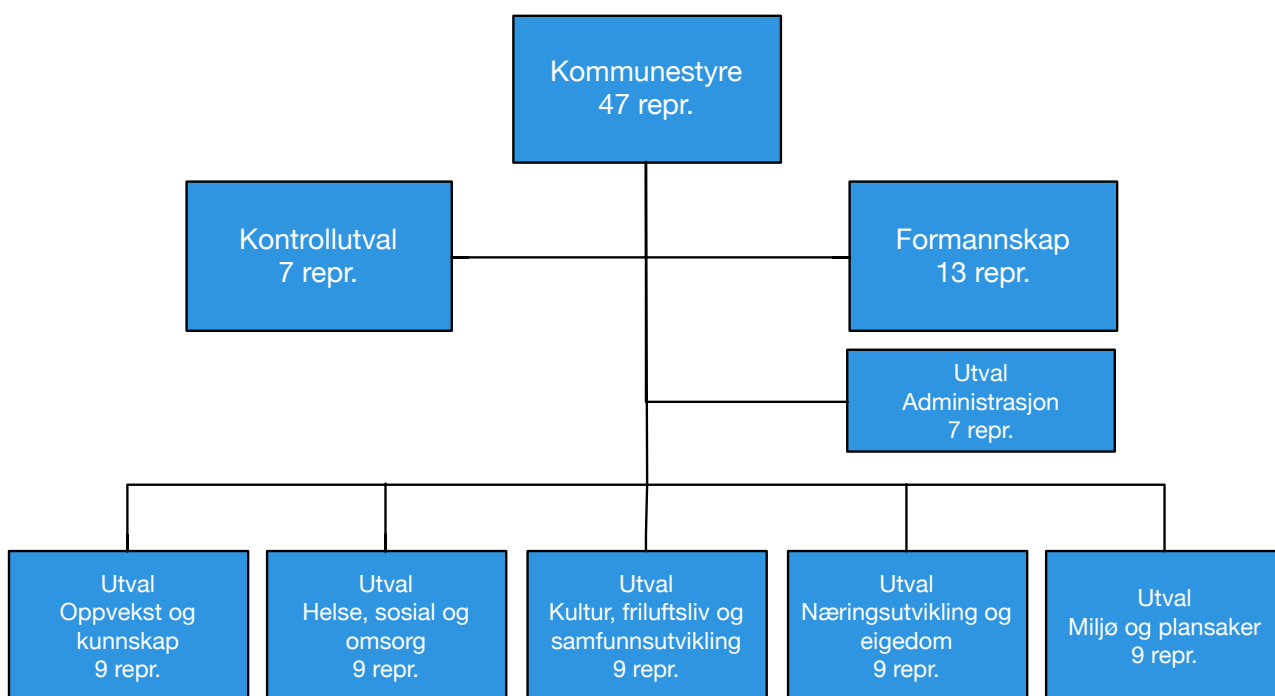 Kommunestyre
47 repr.
Kontrollutval
7 repr.
Formannskap
13 repr.
Utval
Administrasjon
7 repr.
Utval
Oppvekst og
kunnskap
9 repr.
Utval
Helse, sosial og
omsorg
9 repr.
Utval
Kultur, friluftsliv og
samfunnsutvikling
9 repr.
Utval
Næringsutvikling og
eigedom
9 repr.
Utval
Miljø og plansaker
9 repr.